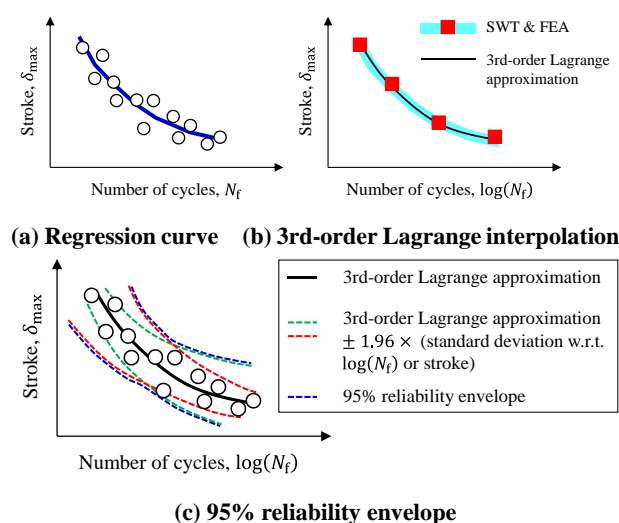 Stroke, δmax
Number of cycles, Nf
(a) Regression curve
Stroke, δmax
SWT & FEA
3rd-order Lagrange
approximation
Number of cycles, log(Nf)
(b) 3rd-order Lagrange interpolation
Stroke, δmax
Number of cycles, log(Nf)
3rd-order Lagrange approximation
3rd-order Lagrange approximation
± 1.96 × (standard deviation w.r.t.
log(Nf) or stroke)
95% reliability envelope
(c) 95% reliability envelope